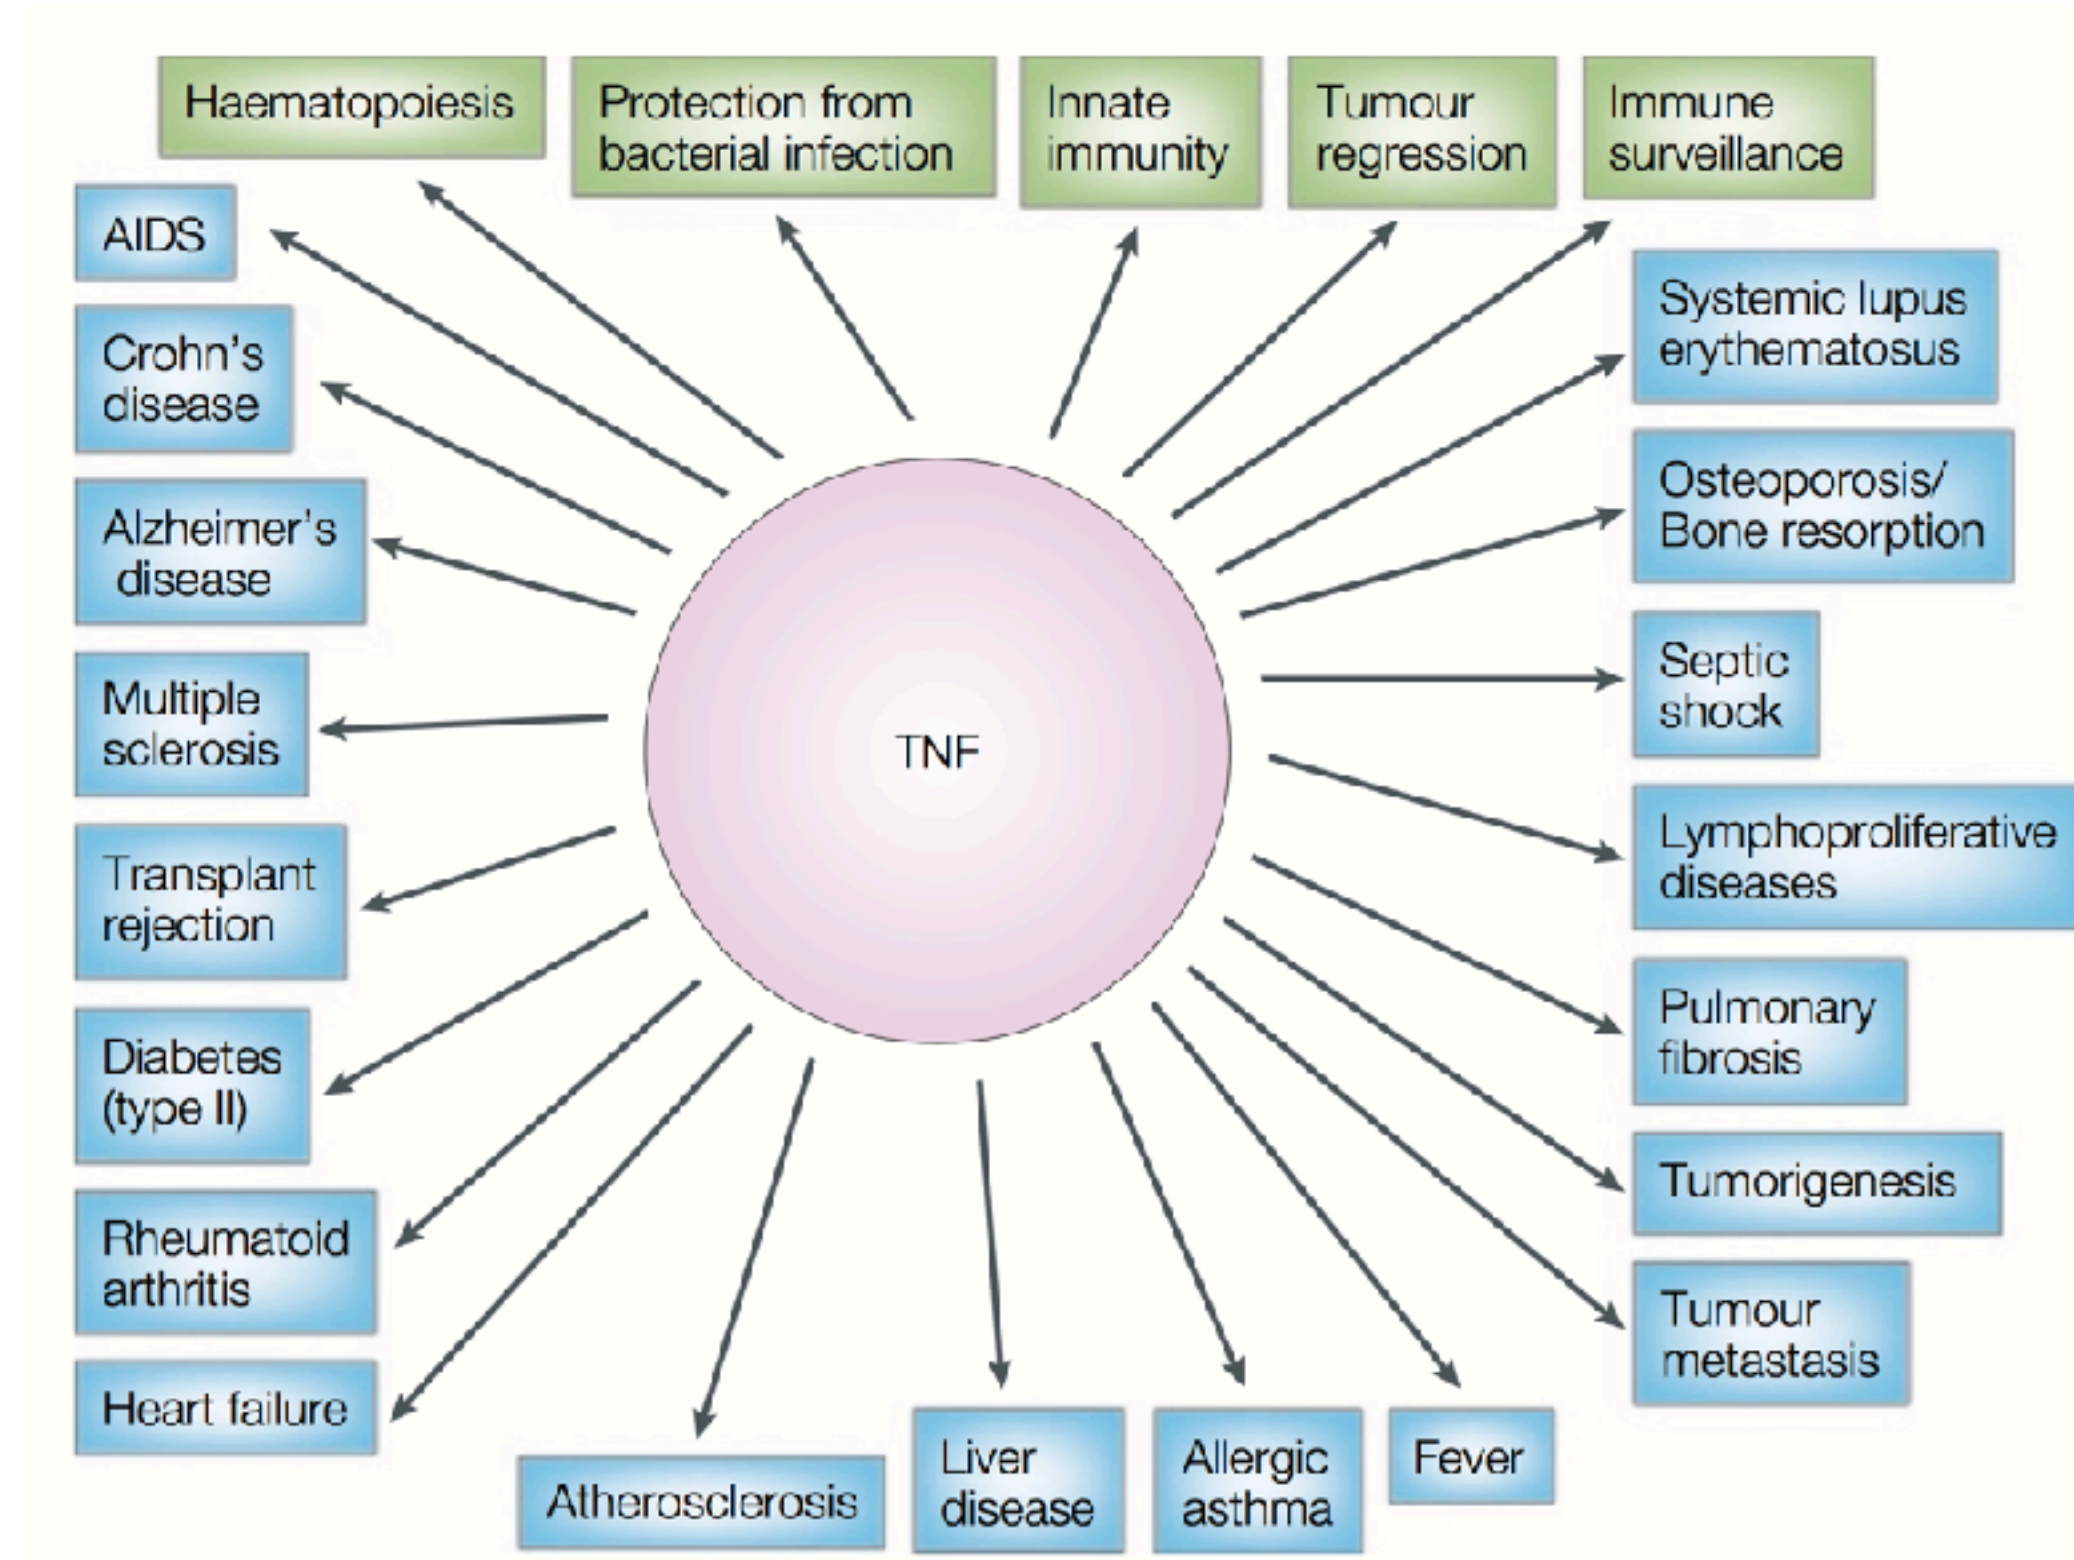 Haematopoiesis
Protection from
bacterial infection
Innate
immunity
Tumour
regression
Immune
surveillance
AIDS
Crohn's
disease
Alzheimer's
disease
Multiple
sclerosis
Transplant
rejection
Diabetes
(type II)
Rheumatoid
arthritis
Heart failure
TNF
Systemic lupus
erythematosus
Osteoporosis/
Bone resorption
Septic
shock
Lymphoproliferative
diseases
Pulmonary
fibrosis
Tumorigenesis
Tumour
metastasis
Atherosclerosis
Liver
disease
Allergic
asthma
Fever